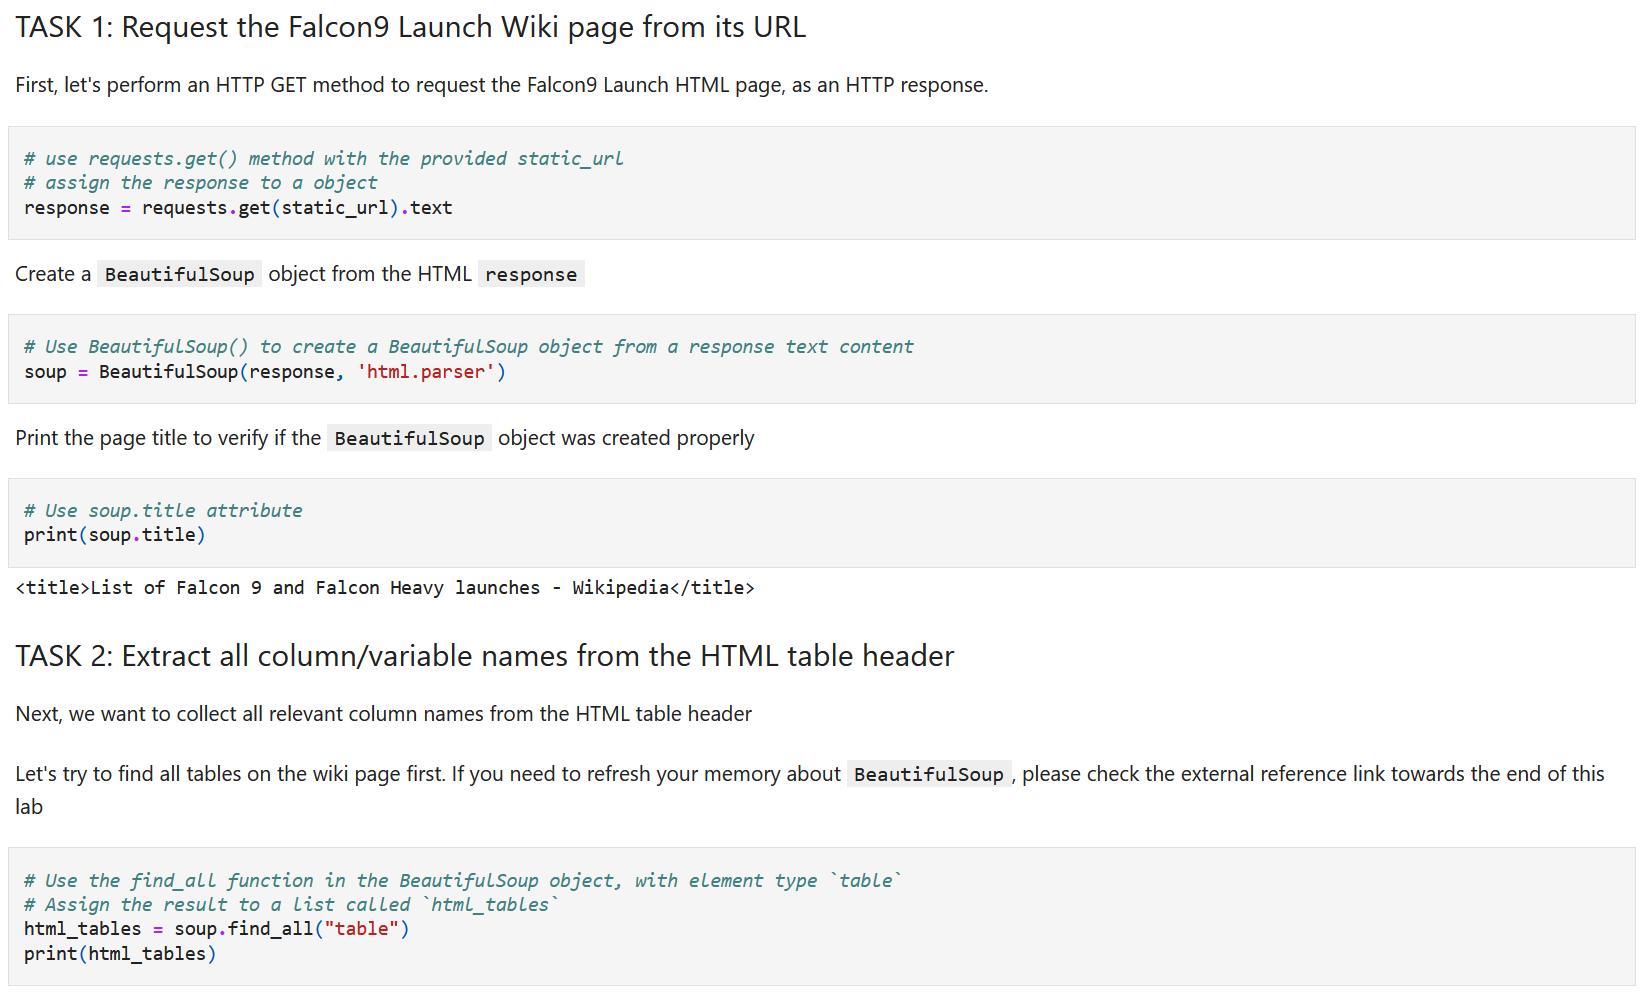 TASK 1: Request the Falcon9 Launch Wiki page from its URL
First, let's perform an HTTP GET method to request the Falcon9 Launch HTML page, as an HTTP response.
# use requests.get() method with the provided static_url
# assign the response to a object
response = requests.get(static_url).text
Create a BeautifulSoup object from the HTML response
# Use BeautifulSoup() to create a BeautifulSoup object from a response text content
soup = BeautifulSoup(response, 'html.parser')
Print the page title to verify if the BeautifulSoup object was created properly
# Use soup.title attribute
print(soup.title)
<title>List of Falcon 9 and Falcon Heavy launches - Wikipedia</title>
TASK 2: Extract all column/variable names from the HTML table header
Next, we want to collect all relevant column names from the HTML table header
Let's try to find all tables on the wiki page first. If you need to refresh your memory about BeautifulSoup, please check the external reference link towards the end of this
lab
# Use the find_all function in the BeautifulSoup object, with element type `table`
# Assign the result to a list called `html_tables`
html_tables = soup.find_all("table")
print(html_tables)